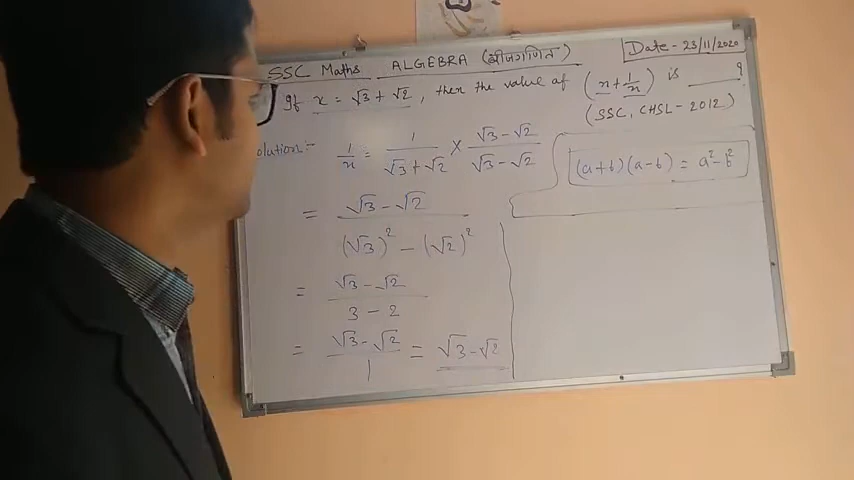 SSC Maths ALGEBRA (बीजगणित) Date - 23/11/2020
If x = √3 + √2, then the value of (x + 1/x) is ____ ?
(SSC, CHSL - 2012)
olution :- 1/x = 1/(√3 + √2) × (√3 - √2)/(√3 - √2)
(a+b)(a-b) = a² - b²
= (√3 - √2)/((√3)² - (√2)²)
= (√3 - √2)/(3 - 2)
= (√3 - √2)/1 = √3 - √2